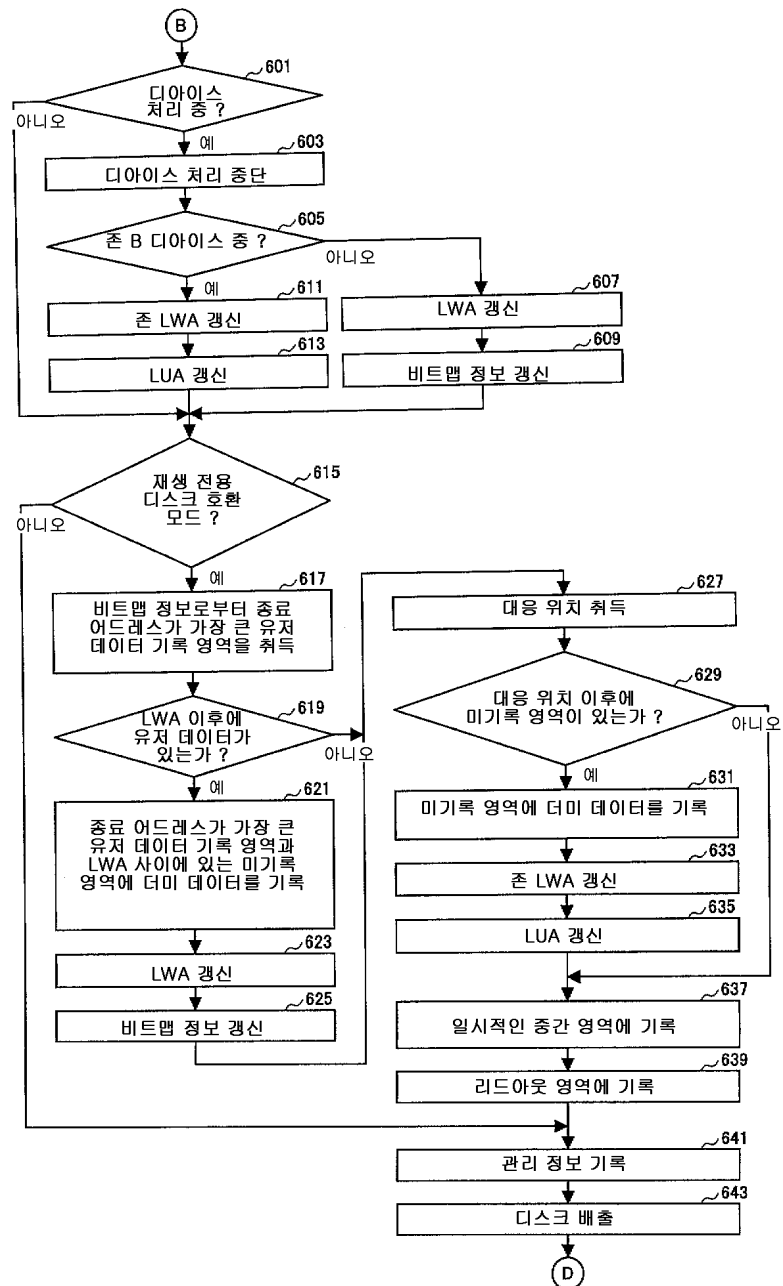 B
601
디아이스
처리 중 ?
아니오
예
603
디아이스 처리 중단
605
존 B 디아이스 중 ?
아니오
예
611
존 LWA 갱신
607
LWA 갱신
613
LUA 갱신
609
비트맵 정보 갱신
615
재생 전용
디스크 호환
모드 ?
아니오
예
617
비트맵 정보로부터 종료
어드레스가 가장 큰 유저
데이터 기록 영역을 취득
619
LWA 이후에
유저 데이터가
있는가 ?
아니오
예
621
종료 어드레스가 가장 큰
유저 데이터 기록 영역과
LWA 사이에 있는 미기록
영역에 더미 데이터를 기록
623
LWA 갱신
625
비트맵 정보 갱신
627
대응 위치 취득
629
대응 위치 이후에
미기록 영역이 있는가 ?
아니오
예
631
미기록 영역에 더미 데이터를 기록
633
존 LWA 갱신
635
LUA 갱신
637
일시적인 중간 영역에 기록
639
리드아웃 영역에 기록
641
관리 정보 기록
643
디스크 배출
D